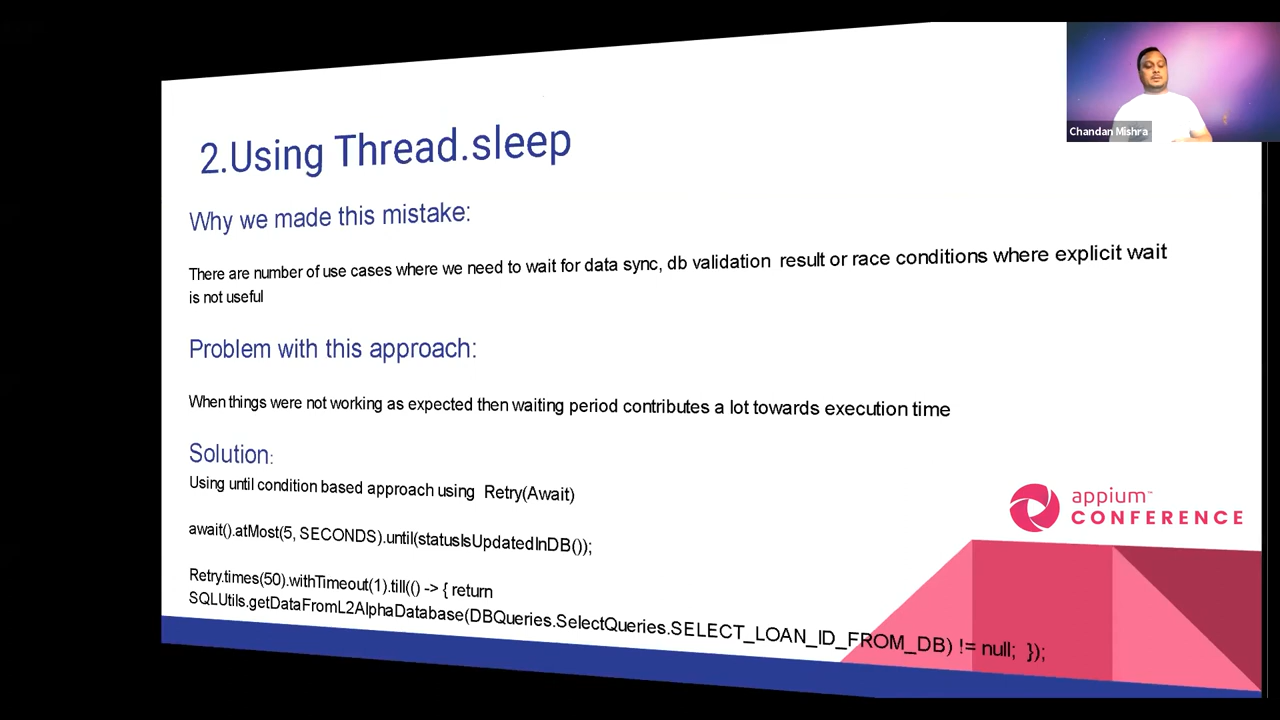 Chandan Mishra
2.Using Thread.sleep
Why we made this mistake:
There are number of use cases where we need to wait for data sync, db validation result or race conditions where explicit wait
is not useful
Problem with this approach:
When things were not working as expected then waiting period contributes a lot towards execution time
Solution:
Using until condition based approach using Retry(Await)
await().atMost(5, SECONDS).until(statusIsUpdatedInDB());
Retry.times(50).withTimeout(1).till(() -> { return
SQLUtils.getDataFromL2AlphaDatabase(DBQueries.SelectQueries.SELECT_LOAN_ID_FROM_DB) != null; });
appium™
CONFERENCE